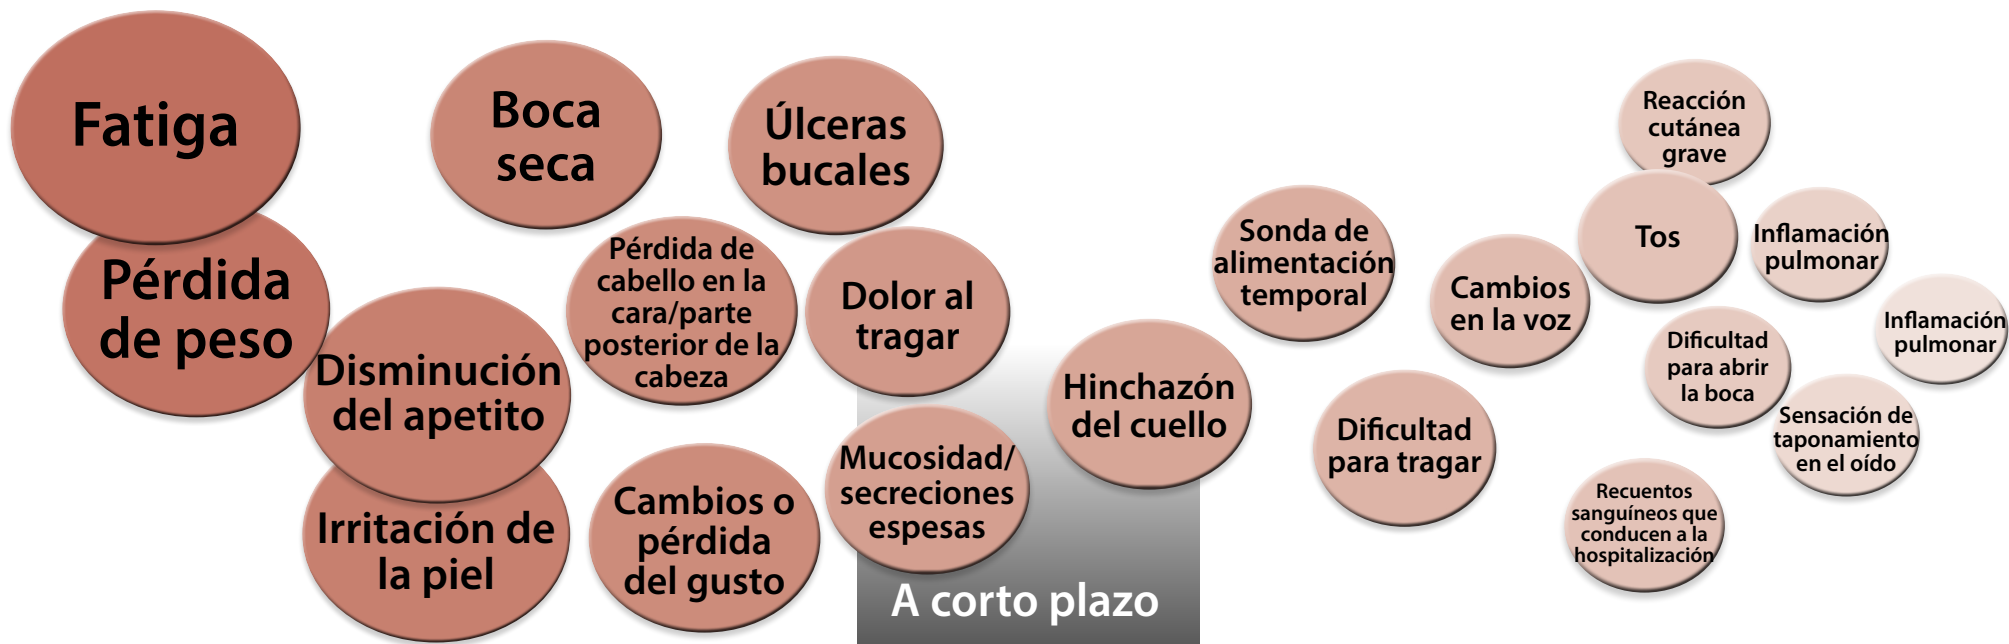 Fatiga
Pérdida
de peso
Disminución
del apetito
Irritación de
la piel
Boca
seca
Pérdida de
cabello en la
cara/parte
posterior de la
cabeza
Cambios o
pérdida
del gusto
Úlceras
bucales
Dolor al
tragar
Mucosidad/
secreciones
espesas
Hinchazón
del cuello
A corto plazo
Sonda de
alimentación
temporal
Dificultad
para tragar
Cambios
en la voz
Reacción
cutánea
grave
Tos
Dificultad
para abrir
la boca
Recuentos
sanguíneos que
conducen a la
hospitalización
Inflamación
pulmonar
Sensación de
taponamiento
en el oído
Inflamación
pulmonar